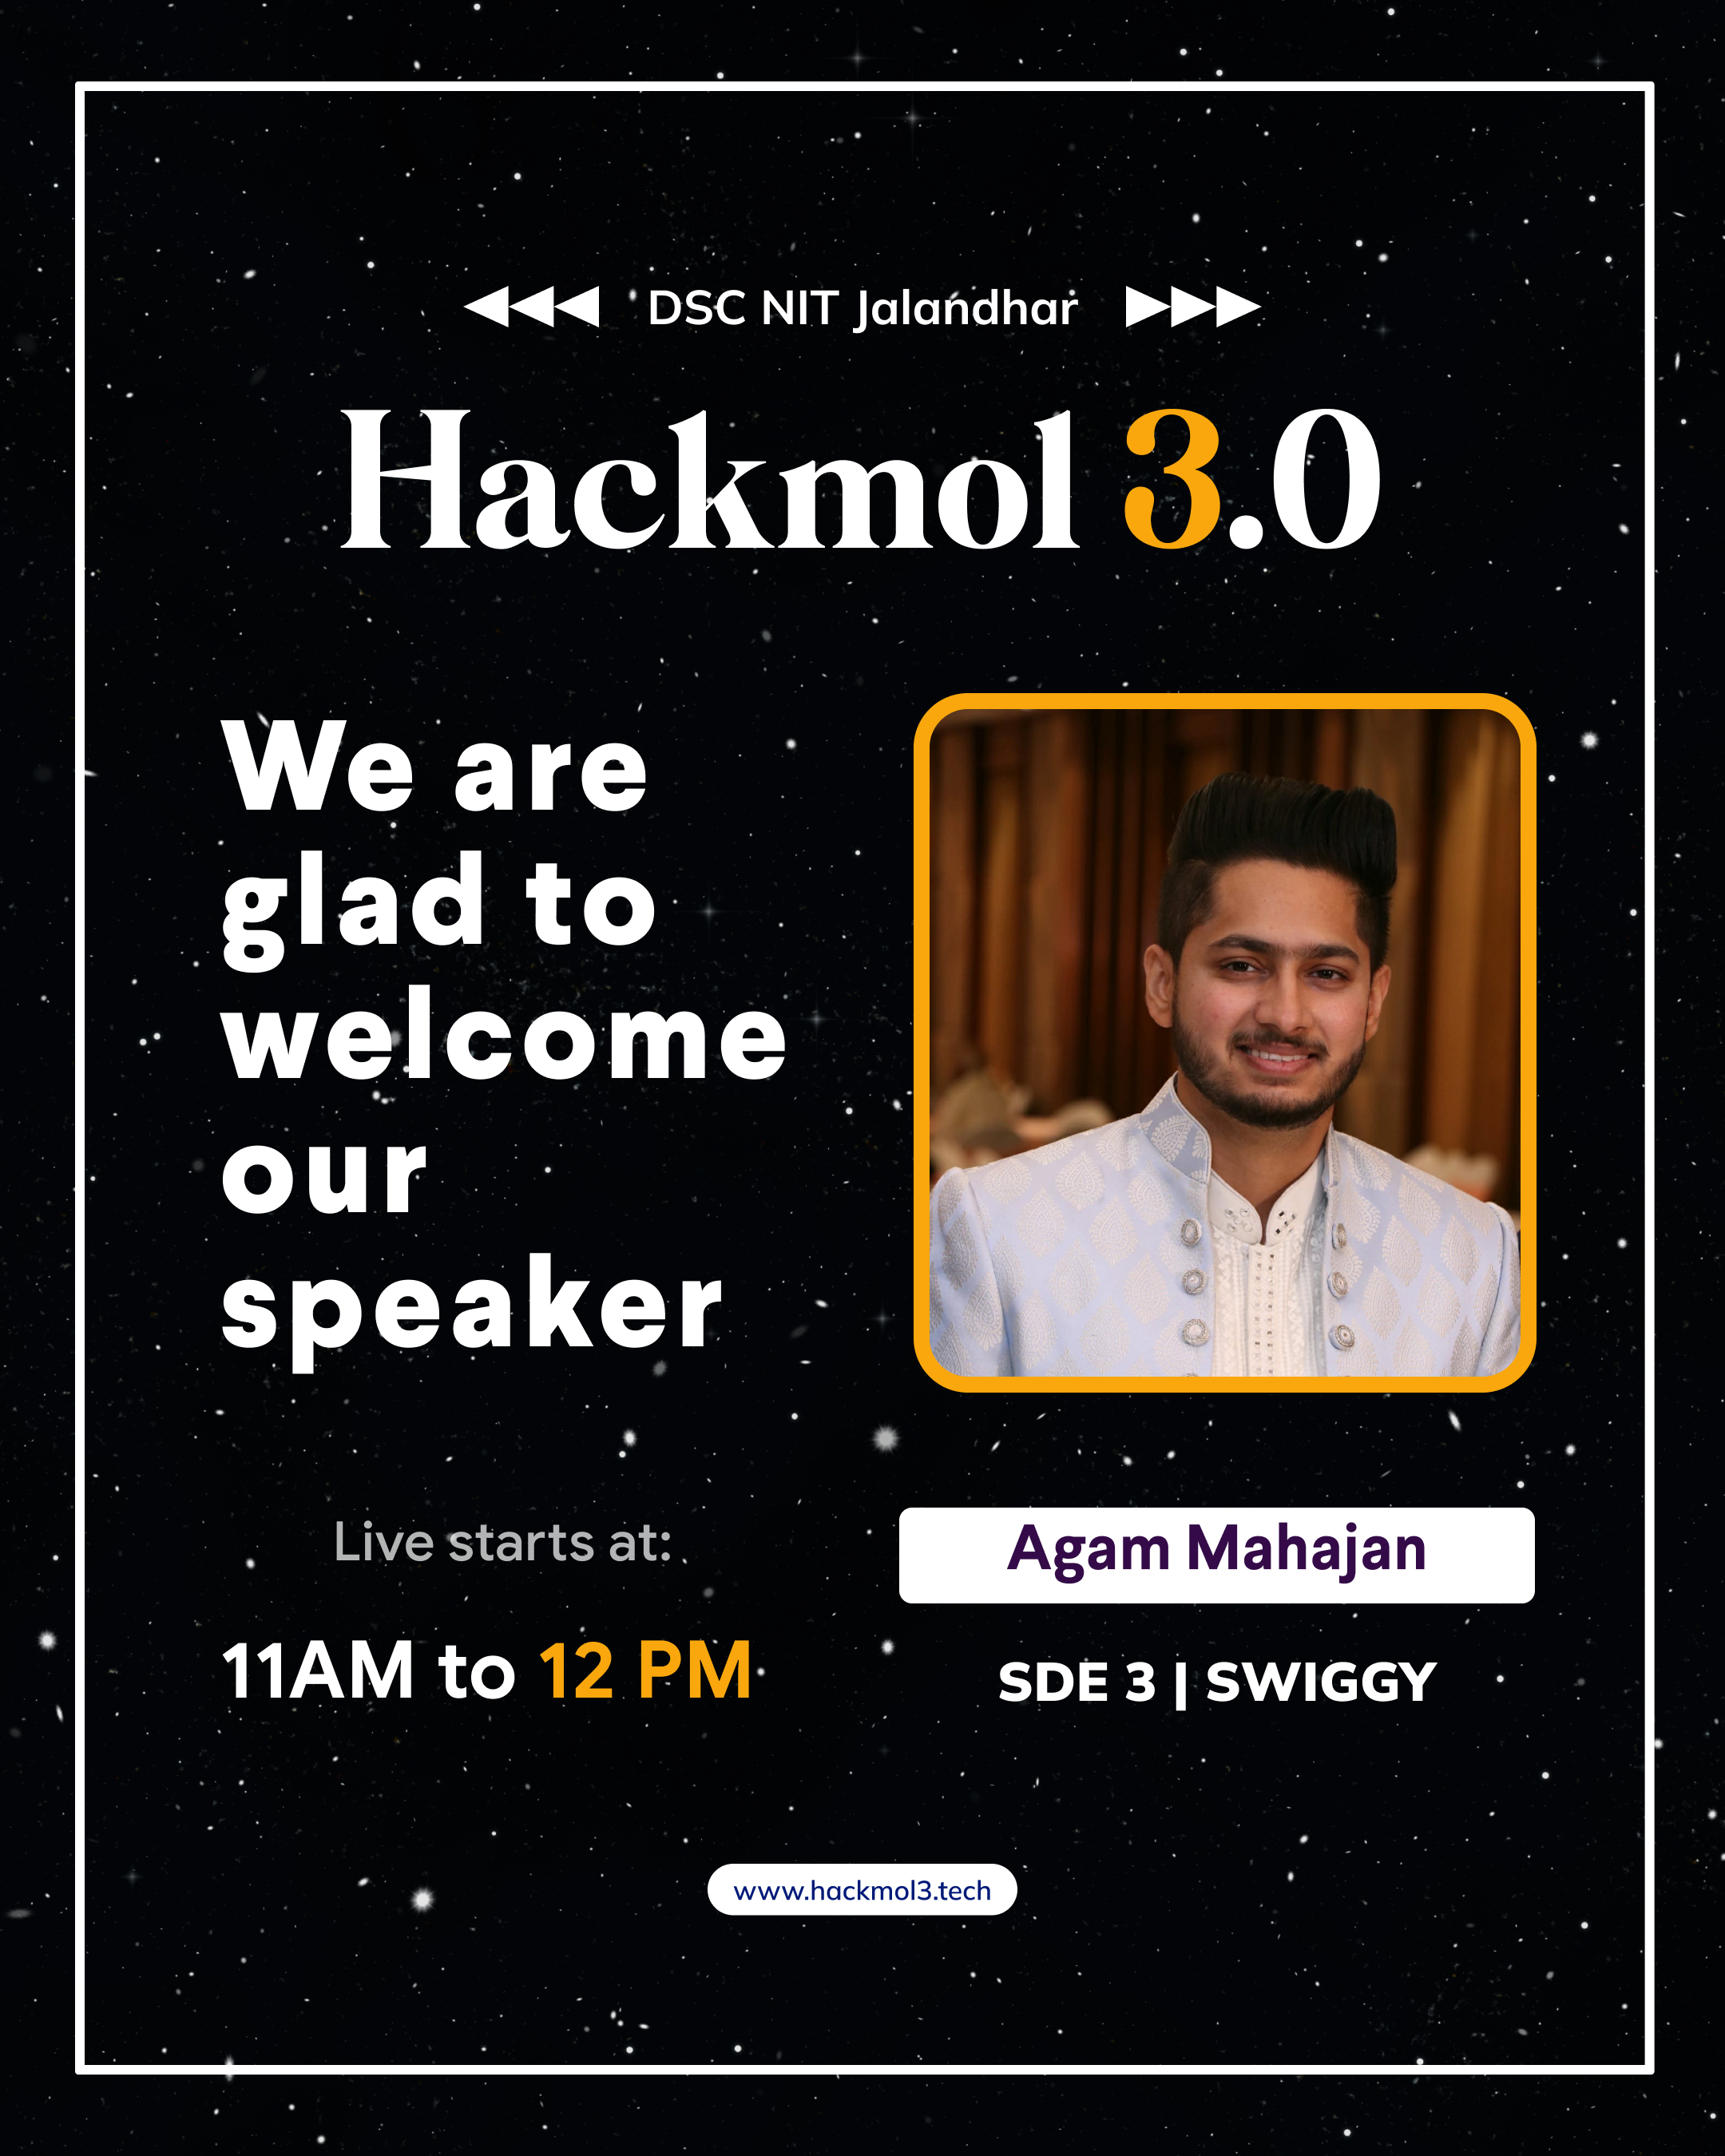 DSC NIT Jalandhar
Hackmol 3.0
We are
glad to
welcome
our
speaker
Live starts at:
11AM to 12 PM
Agam Mahajan
SDE 3 | SWIGGY
www.hackmol3.tech